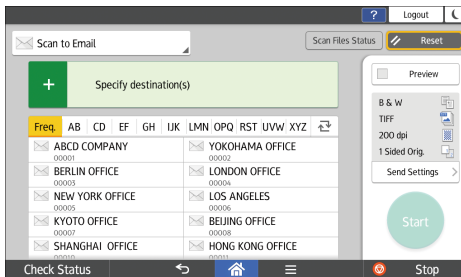 ? Logout
Scan to Email
Scan Files Status
Reset
+ Specify destination(s)
Preview
Freq. AB CD EF GH IJK LMN OPQ RST UVW XYZ
B & W
TIFF
200 dpi
1 Sided Orig.
Send Settings
ABCD COMPANY
00001
YOKOHAMA OFFICE
00002
BERLIN OFFICE
00003
LONDON OFFICE
00004
NEW YORK OFFICE
00005
LOS ANGELES
00006
KYOTO OFFICE
00007
BEIJING OFFICE
00008
SHANGHAI OFFICE
HONG KONG OFFICE
Start
Check Status
Stop